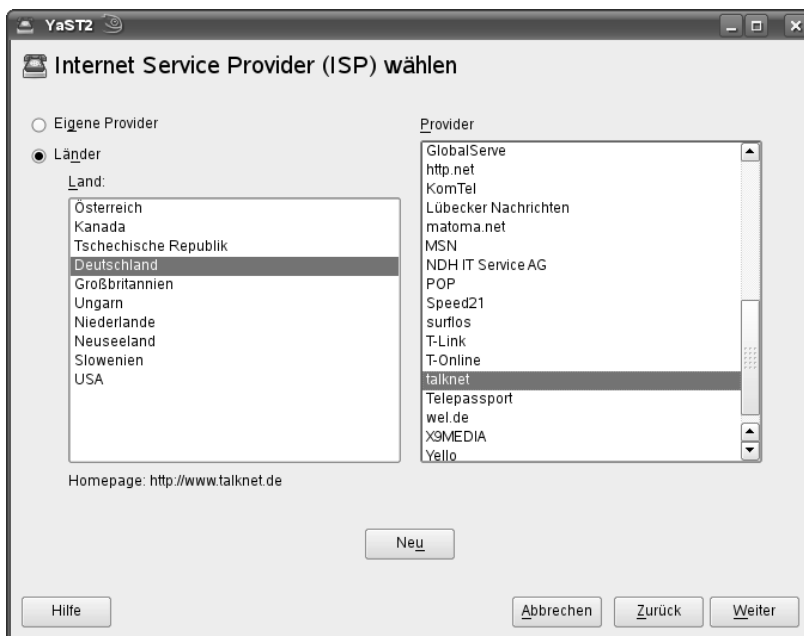 YaST2
Internet Service Provider (ISP) wählen
Eigene Provider
Länder
Land:
Österreich
Kanada
Tschechische Republik
Deutschland
Großbritannien
Ungarn
Niederlande
Neuseeland
Slowenien
USA
Homepage: http://www.talknet.de
Provider
GlobalServe
http.net
KomTel
Lübecker Nachrichten
matoma.net
MSN
NDH IT Service AG
POP
Speed21
surflos
T-Link
T-Online
talknet
Telepassport
wel.de
X9MEDIA
Yello
Neu
Hilfe
Abbrechen
Zurück
Weiter